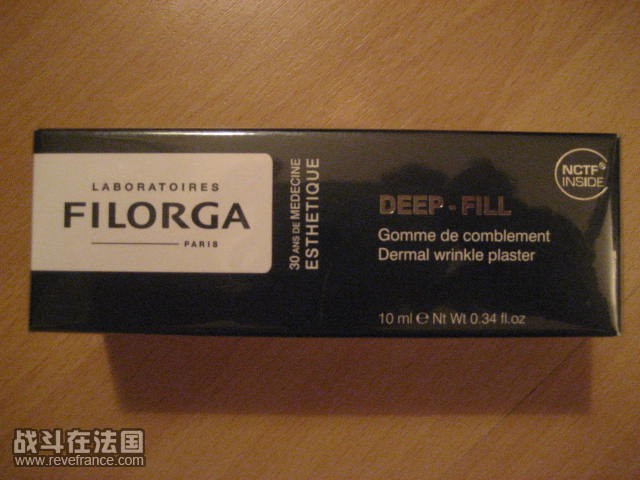 LABORATOIRES
FILORGA
PARIS
30 ANS DE MEDECINE
ESTHETIQUE
DEEP - FILL
Gomme de comblement
Dermal wrinkle plaster
10 ml ℮ Nt Wt 0.34 fl.oz
NCTF®
INSIDE
战斗在法国
www.revefrance.com